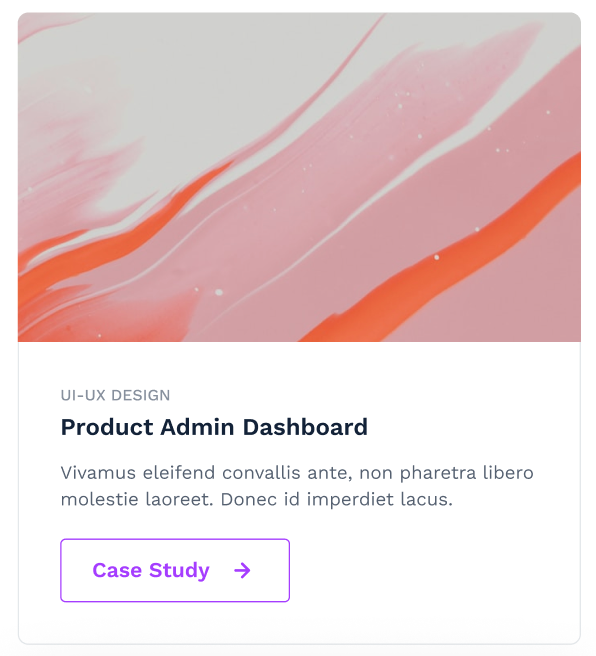 UI-UX DESIGN
Product Admin Dashboard
Vivamus eleifend convallis ante, non pharetra libero
molestie laoreet. Donec id imperdiet lacus.
Case Study →